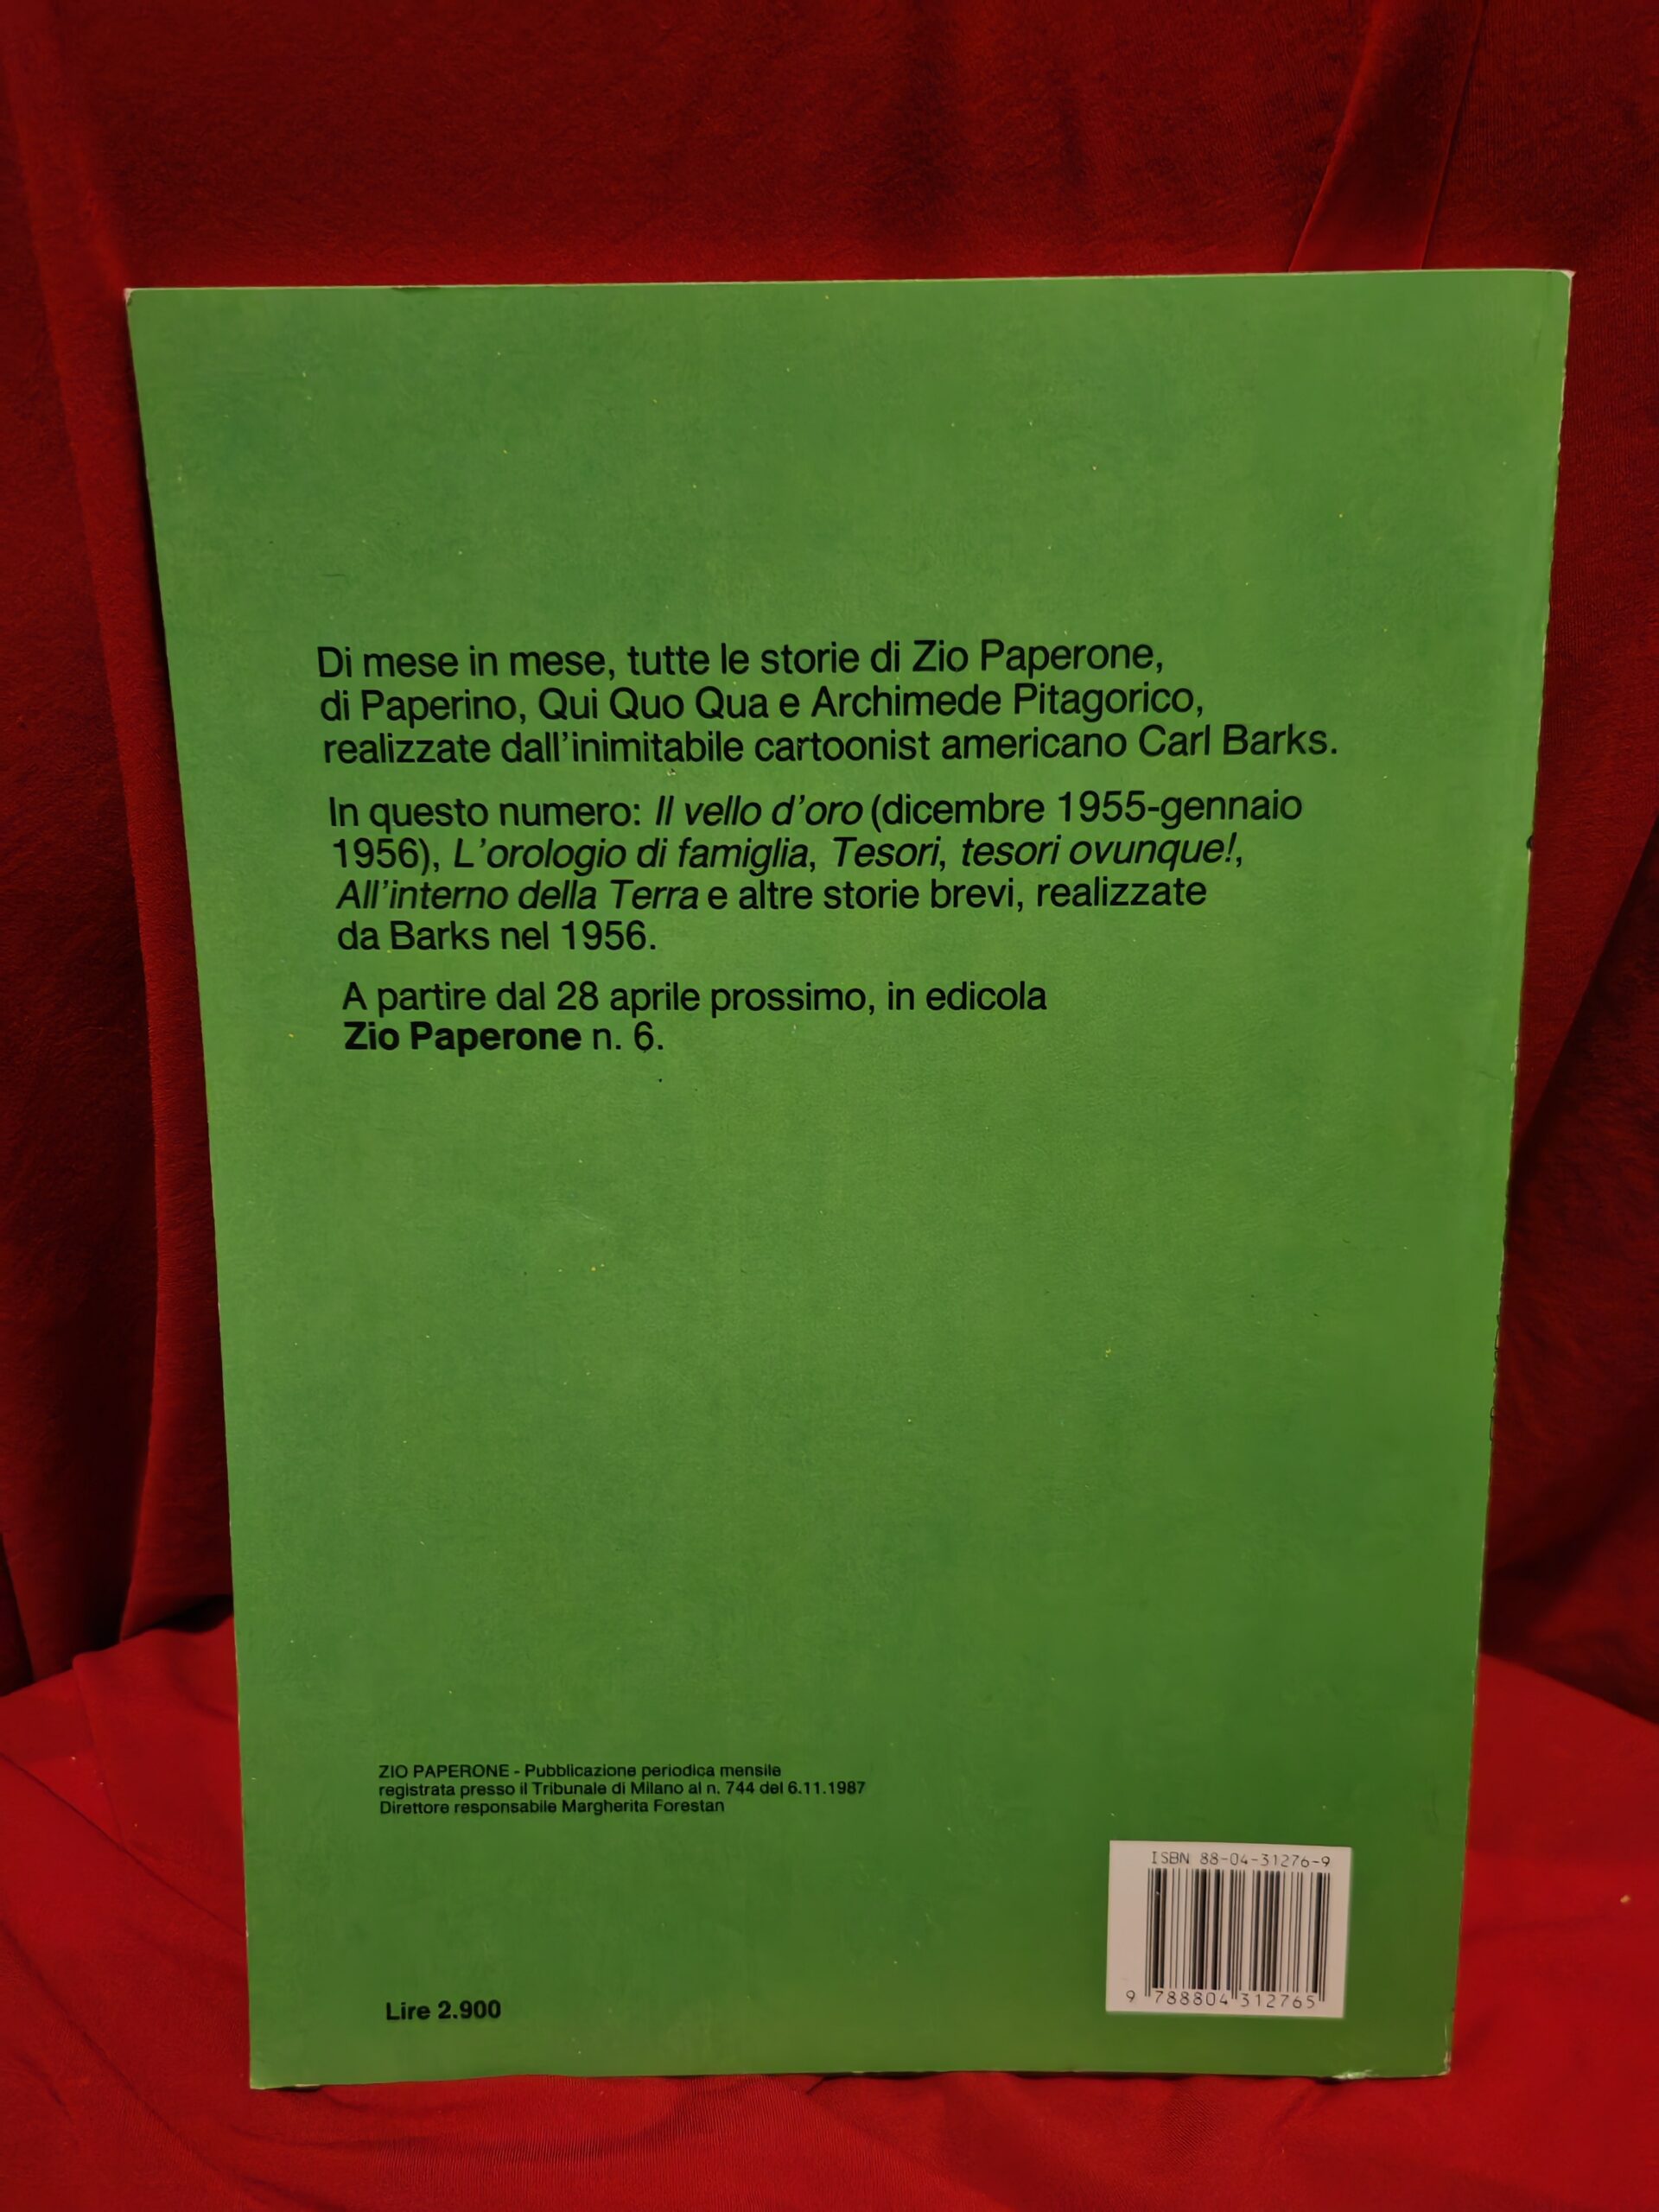 Di mese in mese, tutte le storie di Zio Paperone,
di Paperino, Qui Quo Qua e Archimede Pitagorico,
realizzate dall'inimitabile cartoonist americano Carl Barks.
In questo numero: Il vello d'oro (dicembre 1955-gennaio
1956), L'orologio di famiglia, Tesori, tesori ovunque!,
All'interno della Terra e altre storie brevi, realizzate
da Barks nel 1956.
A partire dal 28 aprile prossimo, in edicola
Zio Paperone n. 6.
ZIO PAPERONE - Pubblicazione periodica mensile
registrata presso il Tribunale di Milano al n. 744 del 6.11.1987
Direttore responsabile Margherita Forestan
Lire 2.900
ISBN 88-04-31276-9
9 788804 312765